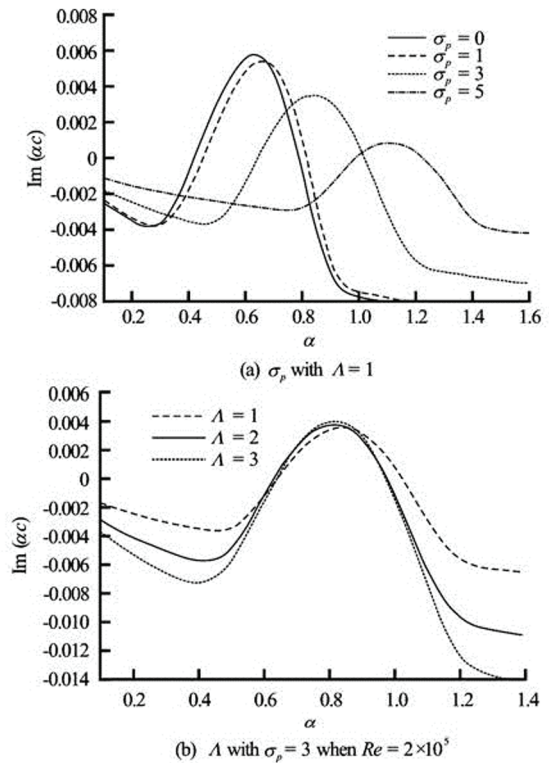 0.008
0.006
0.004
0.002
0
-0.002
-0.004
-0.006
-0.008
Im (αc)
σp = 0
σp = 1
σp = 3
σp = 5
0.2 0.4 0.6 0.8 1.0 1.2 1.4 1.6
α
(a) σp with Λ = 1
0.006
0.004
0.002
0
-0.002
-0.004
-0.006
-0.008
-0.010
-0.012
-0.014
Im (αc)
Λ = 1
Λ = 2
Λ = 3
0.2 0.4 0.6 0.8 1.0 1.2 1.4
α
(b) Λ with σp = 3 when Re = 2×10⁵